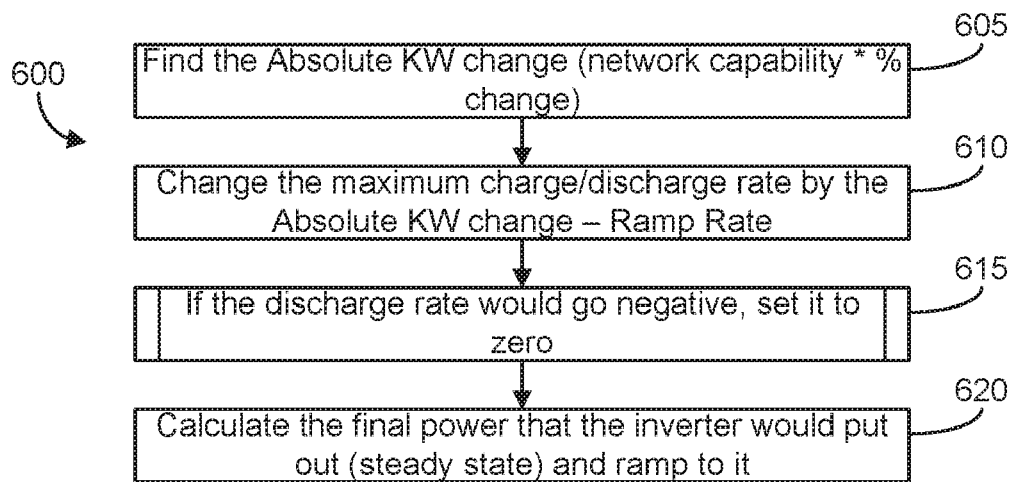 600
605
Find the Absolute KW change (network capability * %
change)
610
Change the maximum charge/discharge rate by the
Absolute KW change – Ramp Rate
615
If the discharge rate would go negative, set it to
zero
620
Calculate the final power that the inverter would put
out (steady state) and ramp to it